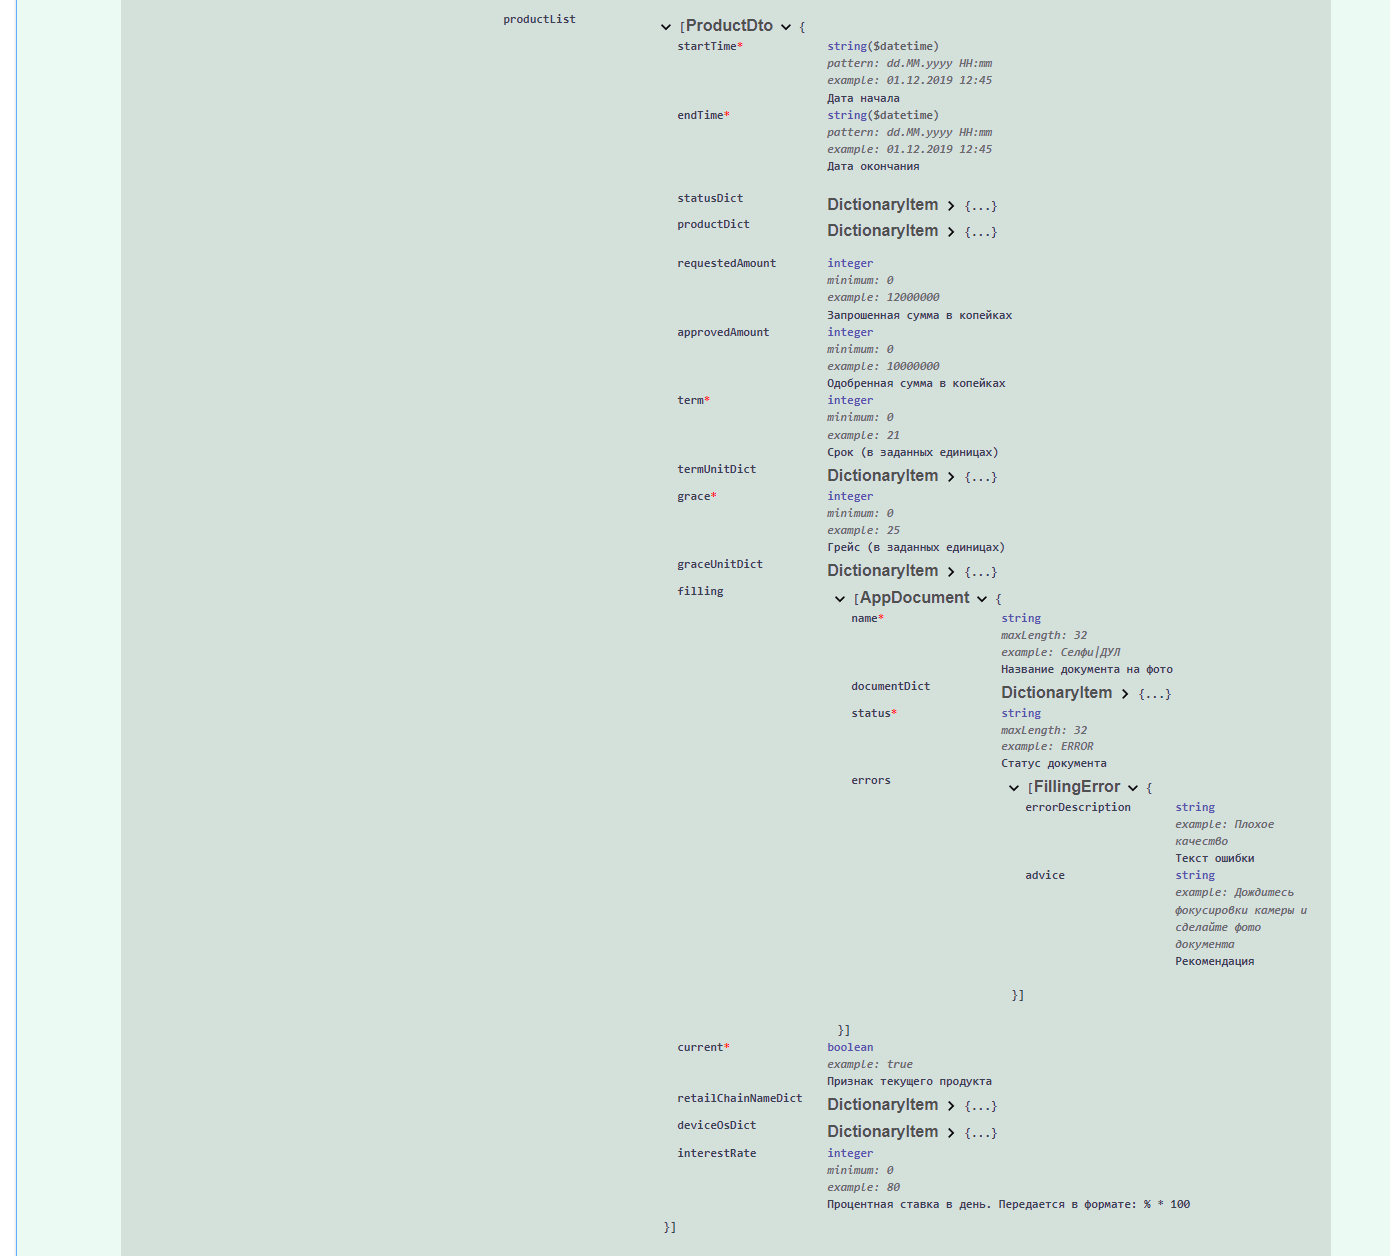 productList
[ProductDto {
startTime* string($datetime)
pattern: dd.MM.yyyy HH:mm
example: 01.12.2019 12:45
Дата начала
endTime* string($datetime)
pattern: dd.MM.yyyy HH:mm
example: 01.12.2019 12:45
Дата окончания
statusDict DictionaryItem > {...}
productDict DictionaryItem > {...}
requestedAmount integer
minimum: 0
example: 12000000
Запрошенная сумма в копейках
approvedAmount integer
minimum: 0
example: 10000000
Одобренная сумма в копейках
term* integer
minimum: 0
example: 21
Срок (в заданных единицах)
termUnitDict DictionaryItem > {...}
grace* integer
minimum: 0
example: 25
Грейс (в заданных единицах)
graceUnitDict DictionaryItem > {...}
filling [AppDocument {
name* string
maxLength: 32
example: Селфи|ДУЛ
Название документа на фото
documentDict DictionaryItem > {...}
status* string
maxLength: 32
example: ERROR
Статус документа
errors [FillingError {
errorDescription string
example: Плохое
качество
Текст ошибки
advice string
example: Дождитесь
фокусировки камеры и
сделайте фото
документа
Рекомендация
}]
}]
current* boolean
example: true
Признак текущего продукта
retailChainNameDict DictionaryItem > {...}
deviceOsDict DictionaryItem > {...}
interestRate integer
minimum: 0
example: 80
Процентная ставка в день. Передается в формате: % * 100
}]